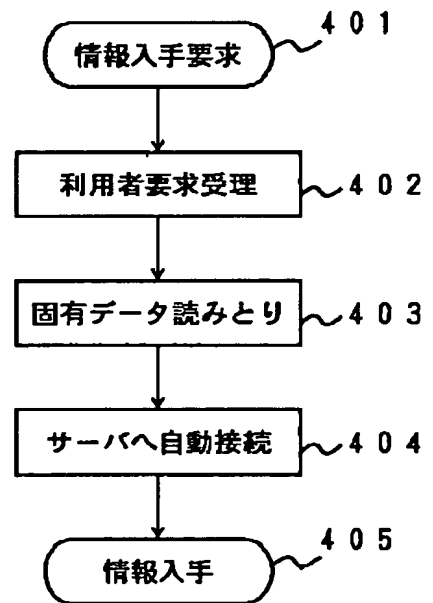 情報入手要求
401
利用者要求受理
402
固有データ読みとり
403
サーバへ自動接続
404
情報入手
405